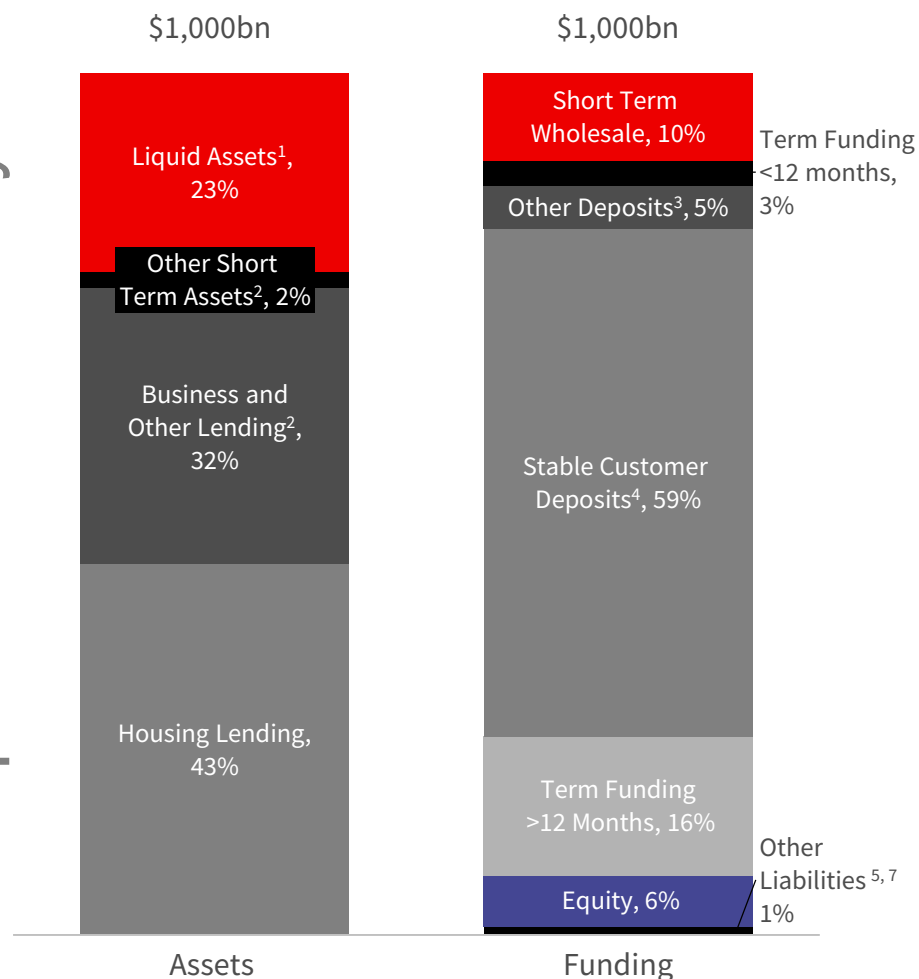 $1,000bn
Liquid Assets¹,
23%
Other Short
Term Assets², 2%
Business and
Other Lending²,
32%
Housing Lending,
43%
Assets
$1,000bn
Short Term
Wholesale, 10%
Term Funding
<12 months,
3%
Other Deposits³, 5%
Stable Customer
Deposits⁴, 59%
Term Funding
>12 Months, 16%
Equity, 6%
Other
Liabilities ⁵, ⁷
1%
Funding